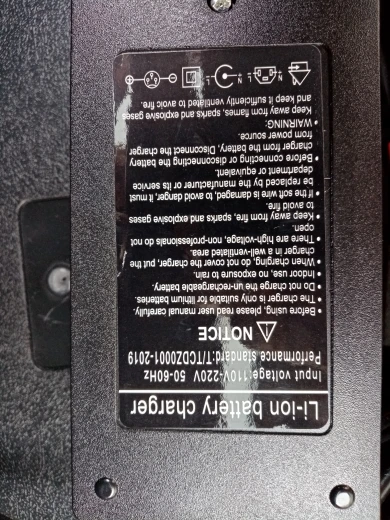 Li-ion battery charger
Input voltage:110V-220V 50-60Hz
Performance standard:T/TCDZ0001-2019
NOTICE
• Before using, please read user manual carefully.
• The charger is only suitable for lithium batteries.
• Do not charge the un-rechargeable battery.
• Indoor use, no exposure to rain.
• When charging, do not cover the charger, put the
charger in a well-ventilated area.
• There are high-voltage, non-professionals do not
open.
• Keep away from fire, sparks and explosive gases
to avoid fire.
• If the soft wire is damaged, to avoid danger, it must
be replaced by the manufacturer or its service
department or equivalent
• Before connecting or disconnecting the battery
charger from the battery, Disconnect the charger
from power source.
• WARNING:
Keep away from flames, sparks and explosive gases
and keep it sufficiently ventilated to avoic fire.